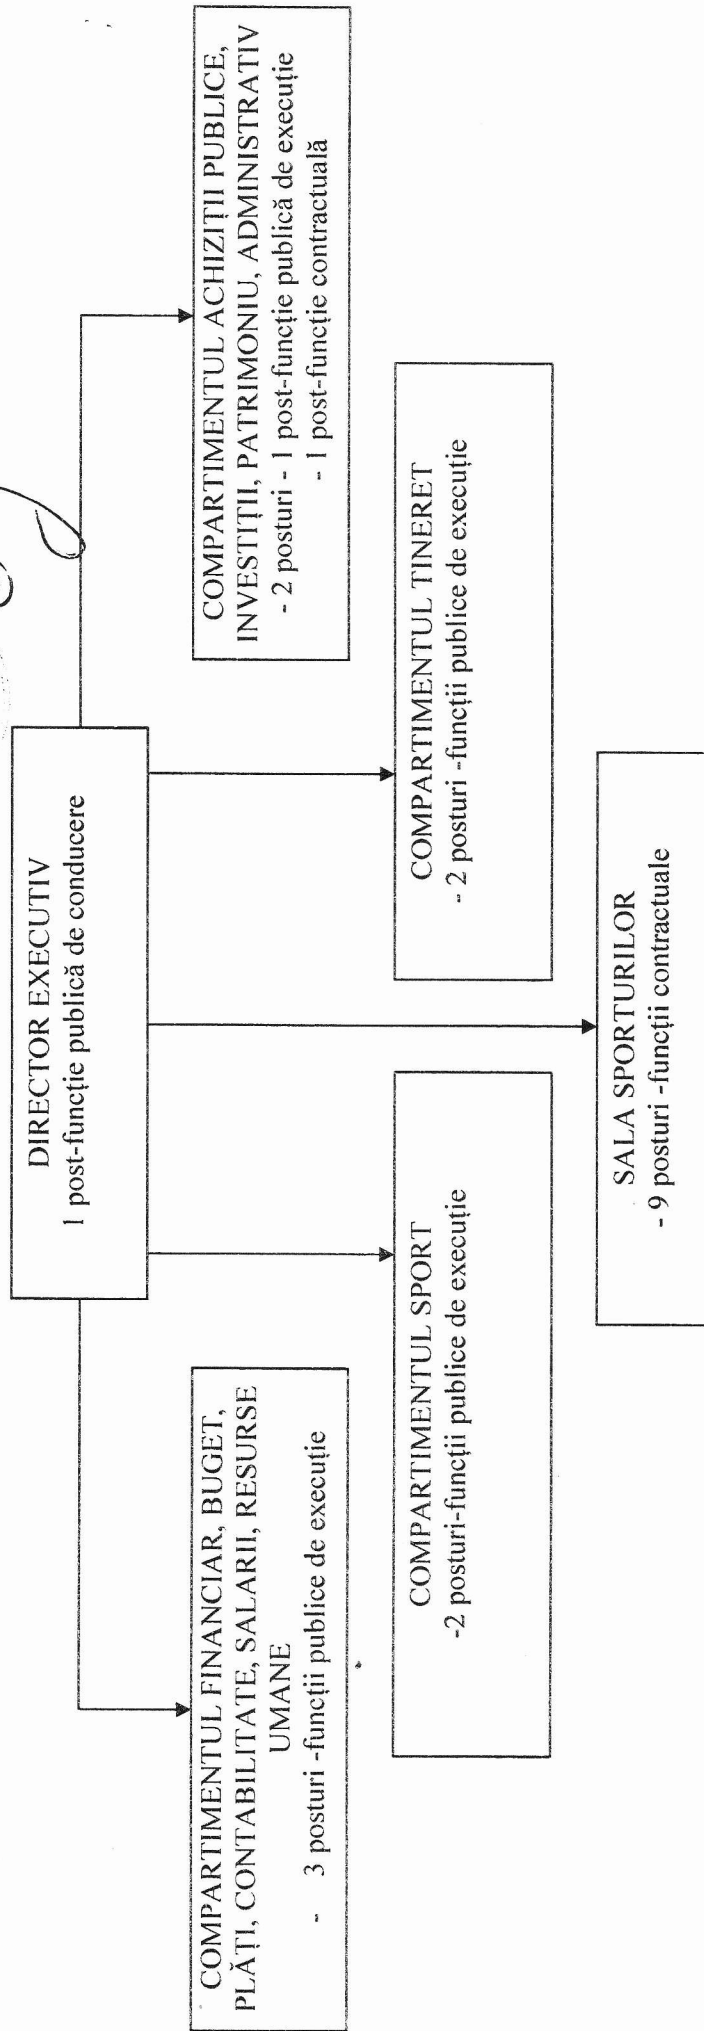 DIRECTOR EXECUTIV
1 post-funcție publică de conducere
COMPARTIMENTUL FINANCIAR, BUGET,
PLĂȚI, CONTABILITATE, SALARII, RESURSE
UMANE
- 3 posturi -funcții publice de execuție
COMPARTIMENTUL ACHIZIȚII PUBLICE,
INVESTIȚII, PATRIMONIU, ADMINISTRATIV
- 2 posturi - 1 post-funcție publică de execuție
- 1 post-funcție contractuală
COMPARTIMENTUL SPORT
-2 posturi-funcții publice de execuție
COMPARTIMENTUL TINERET
- 2 posturi -funcții publice de execuție
SALA SPORTURILOR
- 9 posturi -funcții contractuale